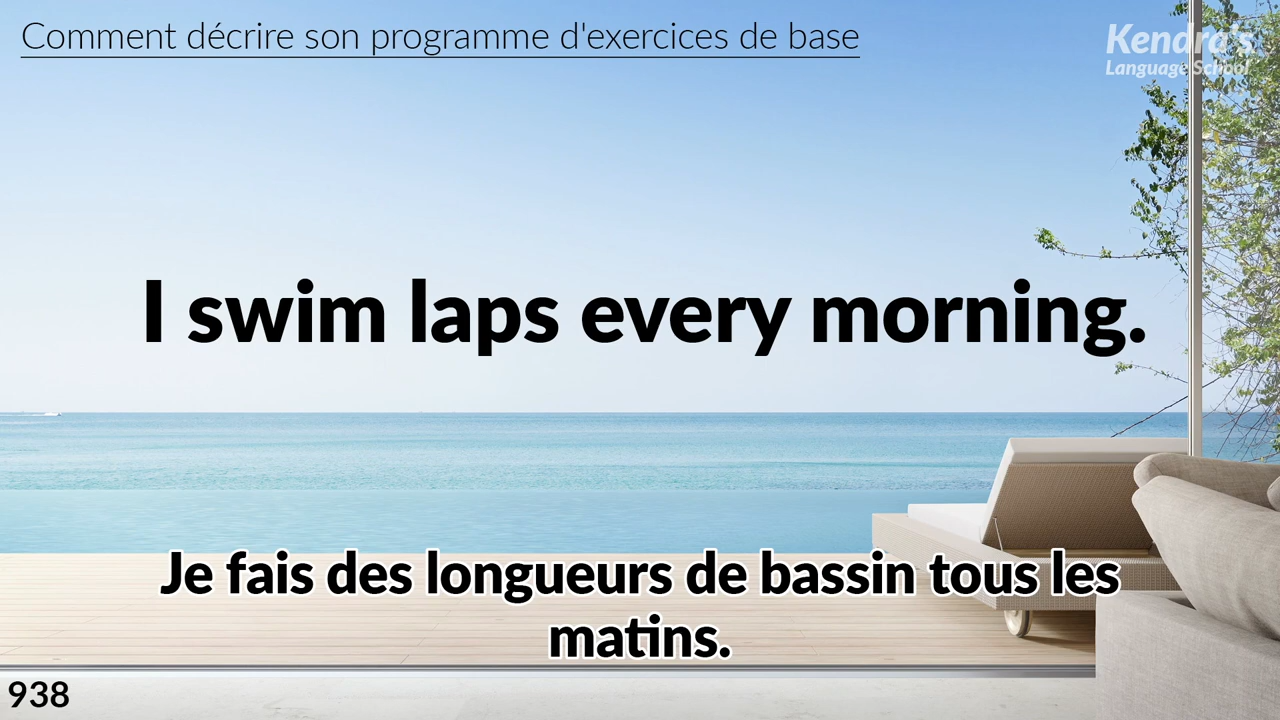 Comment décrire son programme d'exercices de base
Kendra's
Language School
I swim laps every morning.
Je fais des longueurs de bassin tous les
matins.
938